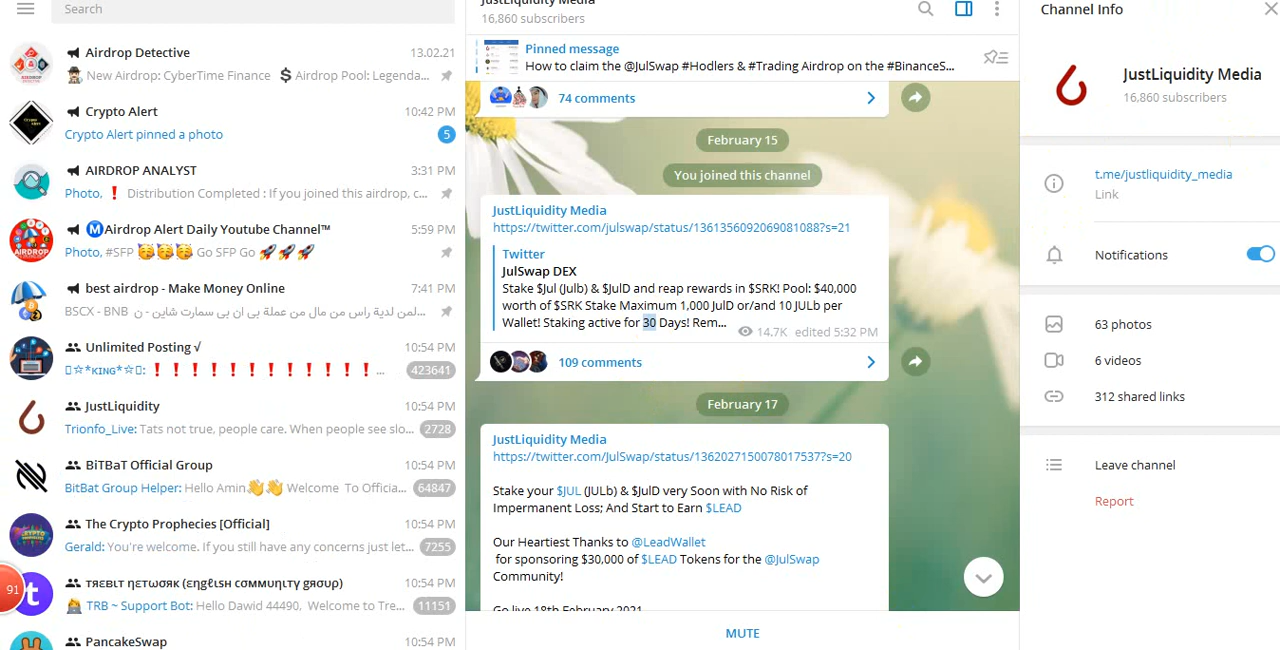 Search
Airdrop Detective 13.02.21
New Airdrop: CyberTime Finance $ Airdrop Pool: Legenda...
Crypto Alert 10:42 PM
Crypto Alert pinned a photo 5
AIRDROP ANALYST 3:31 PM
Photo, ❗ Distribution Completed : If you joined this airdrop, c...
ⓂAirdrop Alert Daily Youtube Channel™ 5:59 PM
Photo, #SFP 🥳🥳🥳 Go SFP Go 🚀🚀🚀
best airdrop - Make Money Online 7:41 PM
BSCX - BNB لمن لدية راس من مال من عملة بى ان بى سمارت شاين - ن...
Unlimited Posting √ 10:54 PM
☆*ᴋɪɴɢ*☆: ❗❗❗❗❗❗❗❗❗❗❗❗ ... 423641
JustLiquidity 10:54 PM
Trionfo_Live: Tats not true, people care. When people see slo... 2728
BiTBaT Official Group 10:54 PM
BitBat Group Helper: Hello Amin👋👋 Welcome To Officia... 64847
The Crypto Prophecies [Official] 10:54 PM
Gerald: You're welcome. If you still have any concerns just let... 7255
тяєвιт ηєтωσяк (єηgℓιѕн cσммυηιту gяσυρ) 10:54 PM
TRB ~ Support Bot: Hello Dawid 44490, Welcome to Tre... 11151
91
PancakeSwap 10:54 PM
JustLiquidity Media
16,860 subscribers
Pinned message
How to claim the @JulSwap #Hodlers & #Trading Airdrop on the #BinanceS...
74 comments
February 15
You joined this channel
JustLiquidity Media
https://twitter.com/julswap/status/1361356092069081088?s=21
Twitter
JulSwap DEX
Stake $Jul (Julb) & $JulD and reap rewards in $SRK! Pool: $40,000
worth of $SRK Stake Maximum 1,000 JulD or/and 10 JULb per
Wallet! Staking active for 30 Days! Rem...
14.7K edited 5:32 PM
109 comments
February 17
JustLiquidity Media
https://twitter.com/JulSwap/status/1362027150078017537?s=20
Stake your $JUL (JULb) & $JulD very Soon with No Risk of
Impermanent Loss; And Start to Earn $LEAD
Our Heartiest Thanks to @LeadWallet
for sponsoring $30,000 of $LEAD Tokens for the @JulSwap
Community!
Go live 18th February 2021
MUTE
Channel Info
JustLiquidity Media
16,860 subscribers
t.me/justliquidity_media
Link
Notifications
63 photos
6 videos
312 shared links
Leave channel
Report